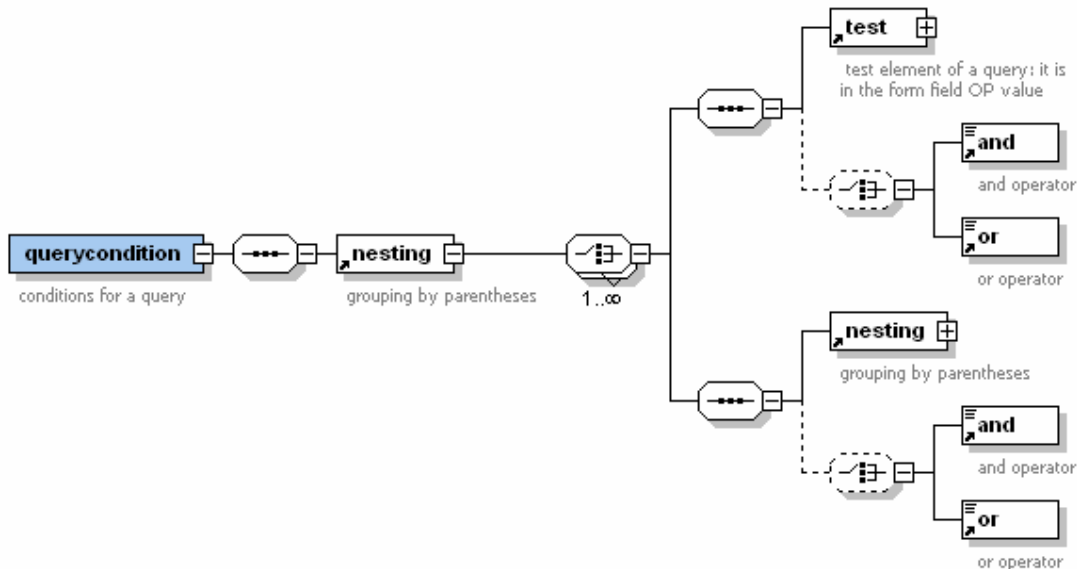 test
test element of a query: it is
in the form field OP value
and
and operator
or
or operator
querycondition
conditions for a query
nesting
grouping by parentheses
1..∞
nesting
grouping by parentheses
and
and operator
or
or operator